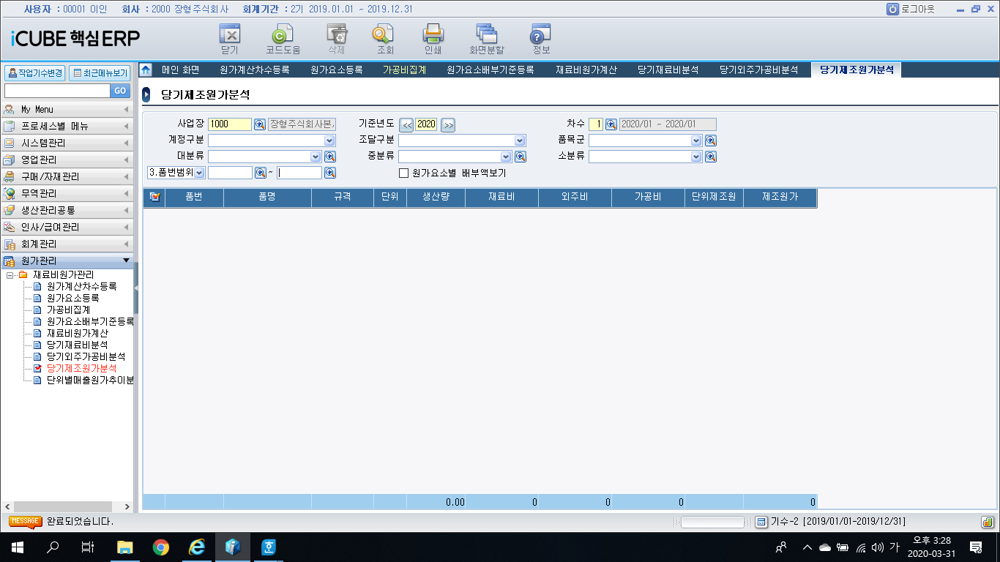 사용자 : 00001 이인 회사 : 2000 장형주식회사 회계기간 : 2기 2019.01.01 ~ 2019.12.31 로그아웃
iCUBE 핵심ERP
닫기 코드도움 삭제 조회 인쇄 화면분할 정보
작업기수변경 최근메뉴보기
메인 화면 원가계산차수등록 원가요소등록 가공비집계 원가요소배부기준등록 재료비원가계산 당기재료비분석 당기외주가공비분석 당기제조원가분석
GO
당기제조원가분석
My Menu
프로세스별 메뉴
시스템관리
영업관리
구매/자재관리
무역관리
생산관리공통
인사/급여관리
회계관리
원가관리
재료비원가관리
원가계산차수등록
원가요소등록
가공비집계
원가요소배부기준등록
재료비원가계산
당기재료비분석
당기외주가공비분석
당기제조원가분석
단위별매출원가추이분
사업장 1000 장형주식회사본, 기준년도 << 2020 >> 차수 1 2020/01 ~ 2020/01
계정구분 조달구분 품목군
대분류 중분류 소분류
3.품번범위 ~ 원가요소별 배부액보기
품번 품명 규격 단위 생산량 재료비 외주비 가공비 단위제조원 제조원가
0.00 0 0 0 0
MESSAGE 완료되었습니다. 기수-2 [2019/01/01-2019/12/31]
가 오후 3:28
2020-03-31